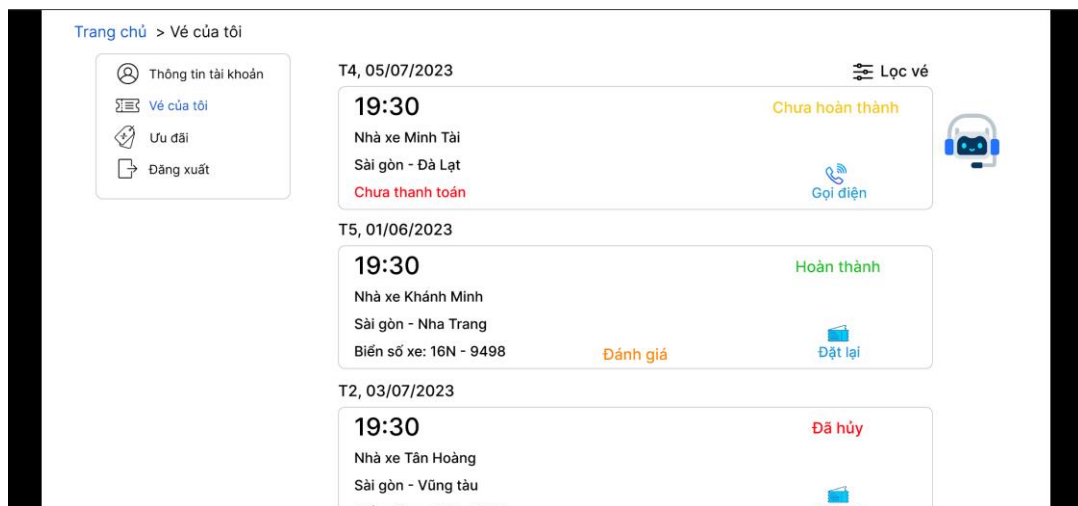 Trang chủ > Vé của tôi
Thông tin tài khoản
Vé của tôi
Ưu đãi
Đăng xuất
T4, 05/07/2023
Lọc vé
19:30
Chưa hoàn thành
Nhà xe Minh Tài
Sài gòn - Đà Lạt
Chưa thanh toán
Gọi điện
T5, 01/06/2023
19:30
Hoàn thành
Nhà xe Khánh Minh
Sài gòn - Nha Trang
Biển số xe: 16N - 9498
Đánh giá
Đặt lại
T2, 03/07/2023
19:30
Đã hủy
Nhà xe Tân Hoàng
Sài gòn - Vũng tàu